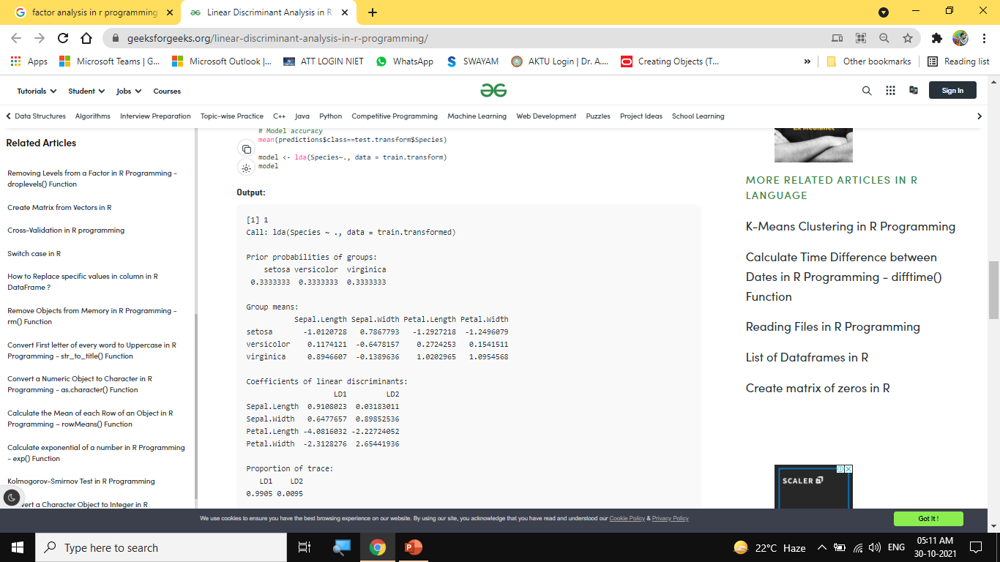 factor analysis in r programming
Linear Discriminant Analysis in R
geeksforgeeks.org/linear-discriminant-analysis-in-r-programming/
Apps
Microsoft Teams | G...
Microsoft Outlook |...
ATT LOGIN NIET
WhatsApp
SWAYAM
AKTU Login | Dr. A....
Creating Objects (T...
»
Other bookmarks
Reading list
Tutorials
Student
Jobs
Courses
Sign In
Data Structures
Algorithms
Interview Preparation
Topic-wise Practice
C++
Java
Python
Competitive Programming
Machine Learning
Web Development
Puzzles
Project Ideas
School Learning
Related Articles
Removing Levels from a Factor in R Programming -
droplevels() Function
Create Matrix from Vectors in R
Cross-Validation in R programming
Switch case in R
How to Replace specific values in column in R
DataFrame ?
Remove Objects from Memory in R Programming -
rm() Function
Convert First letter of every word to Uppercase in R
Programming - str_to_title() Function
Convert a Numeric Object to Character in R
Programming - as.character() Function
Calculate the Mean of each Row of an Object in R
Programming – rowMeans() Function
Calculate exponential of a number in R Programming
- exp() Function
Kolmogorov-Smirnov Test in R Programming
vert a Character Object to Integer in R
# Model accuracy
mean(predictions$class==test.transform$Species)
model <- lda(Species~., data = train.transform)
model
Output:
[1] 1
Call: lda(Species ~ ., data = train.transformed)
Prior probabilities of groups:
setosa versicolor virginica
0.3333333 0.3333333 0.3333333
Group means:
Sepal.Length Sepal.Width Petal.Length Petal.Width
setosa -1.0120728 0.7867793 -1.2927218 -1.2496079
versicolor 0.1174121 -0.6478157 0.2724253 0.1541511
virginica 0.8946607 -0.1389636 1.0202965 1.0954568
Coefficients of linear discriminants:
LD1 LD2
Sepal.Length 0.9108023 0.03183011
Sepal.Width 0.6477657 0.89852536
Petal.Length -4.0816032 -2.22724052
Petal.Width -2.3128276 2.65441936
Proportion of trace:
LD1 LD2
0.9905 0.0095
MORE RELATED ARTICLES IN R
LANGUAGE
K-Means Clustering in R Programming
Calculate Time Difference between
Dates in R Programming - difftime()
Function
Reading Files in R Programming
List of Dataframes in R
Create matrix of zeros in R
SCALER
We use cookies to ensure you have the best browsing experience on our website. By using our site, you acknowledge that you have read and understood our Cookie Policy & Privacy Policy
Got It !
Type here to search
22°C Haze
ENG
05:11 AM
30-10-2021